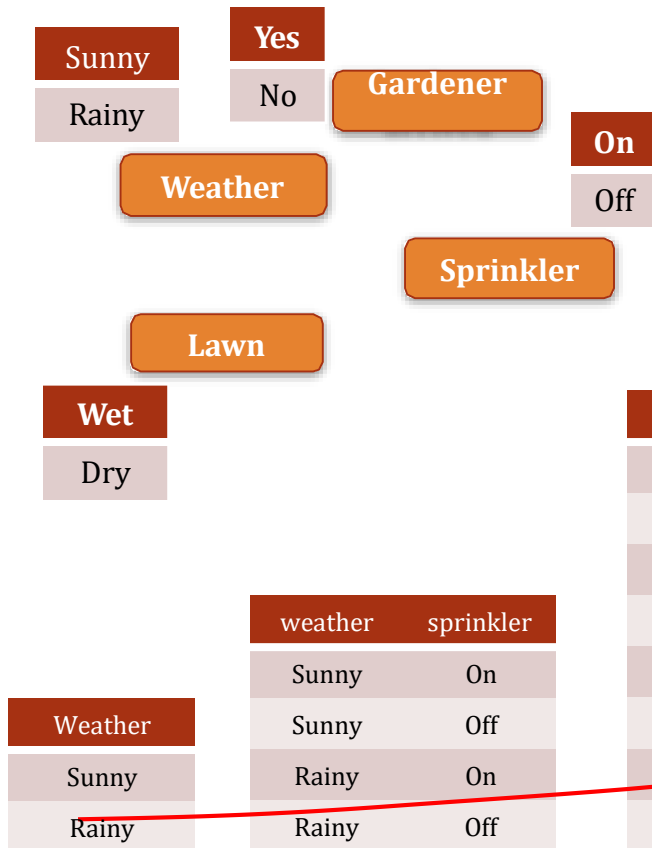 Yes
Sunny
No
Rainy
Gardener
On
Off
Weather
Sprinkler
Lawn
Wet
Dry
weather sprinkler
Sunny On
Sunny Off
Rainy On
Rainy Off
Weather
Sunny
Rainy